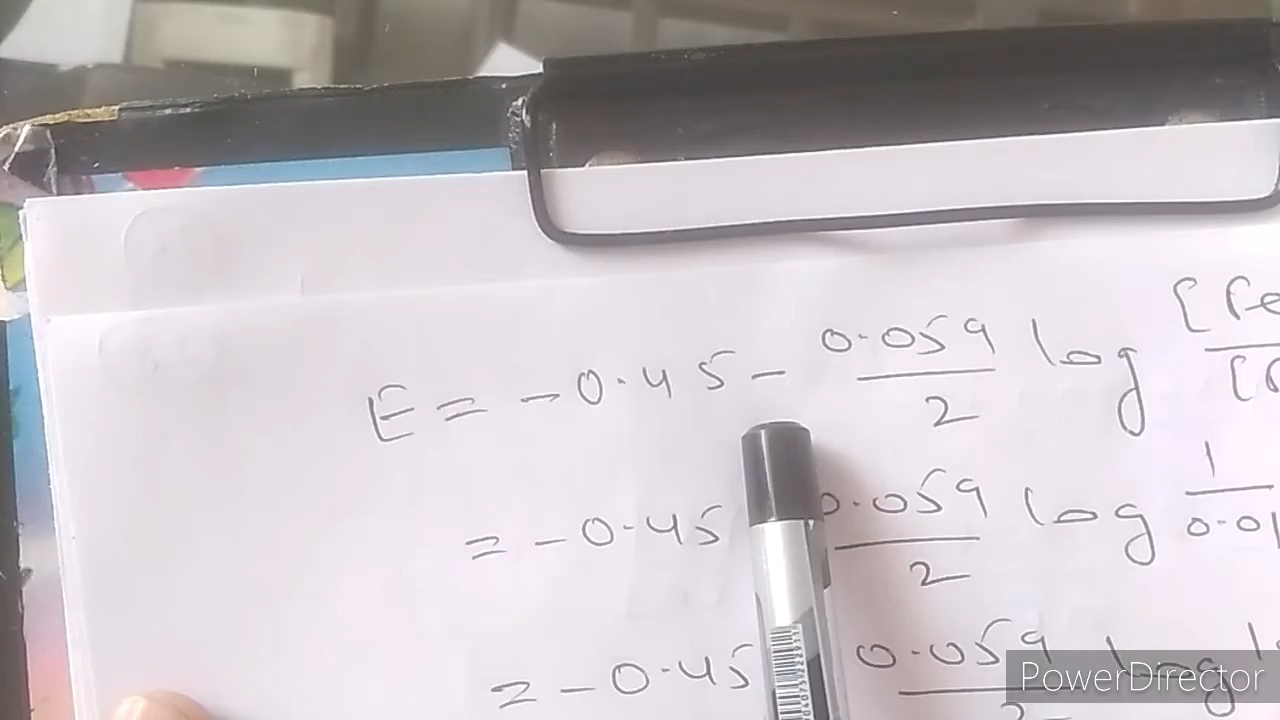 E = -0.45 - 0.059/2 log [Fe / [
= -0.45 0.059/2 log 1/0.01
= -0.45 0.059 log
PowerDirector